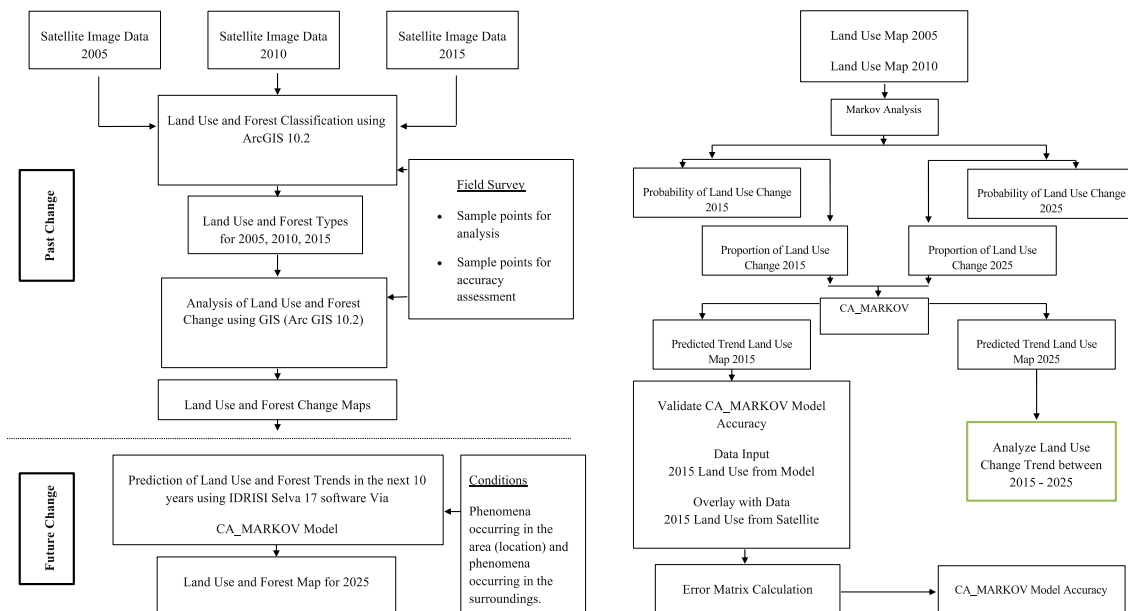 Satellite Image Data
2005
Satellite Image Data
2010
Satellite Image Data
2015
Land Use and Forest Classification using
ArcGIS 10.2
Past Change
Field Survey
• Sample points for
analysis
• Sample points for
accuracy
assessment
Land Use and Forest Types
for 2005, 2010, 2015
Analysis of Land Use and Forest
Change using GIS (Arc GIS 10.2)
Land Use and Forest Change Maps
Future Change
Prediction of Land Use and Forest Trends in the next 10
years using IDRISI Selva 17 software Via
CA_MARKOV Model
Conditions
Phenomena
occurring in the
area (location) and
phenomena
occurring in the
surroundings.
Land Use and Forest Map for 2025
Land Use Map 2005
Land Use Map 2010
Markov Analysis
Probability of Land Use Change
2015
Probability of Land Use Change
2025
Proportion of Land Use
Change 2015
Proportion of Land Use
Change 2025
CA_MARKOV
Predicted Trend Land Use
Map 2015
Predicted Trend Land Use
Map 2025
Validate CA_MARKOV Model
Accuracy
Data Input
2015 Land Use from Model
Overlay with Data
2015 Land Use from Satellite
Analyze Land Use
Change Trend between
2015 - 2025
Error Matrix Calculation
CA_MARKOV Model Accuracy